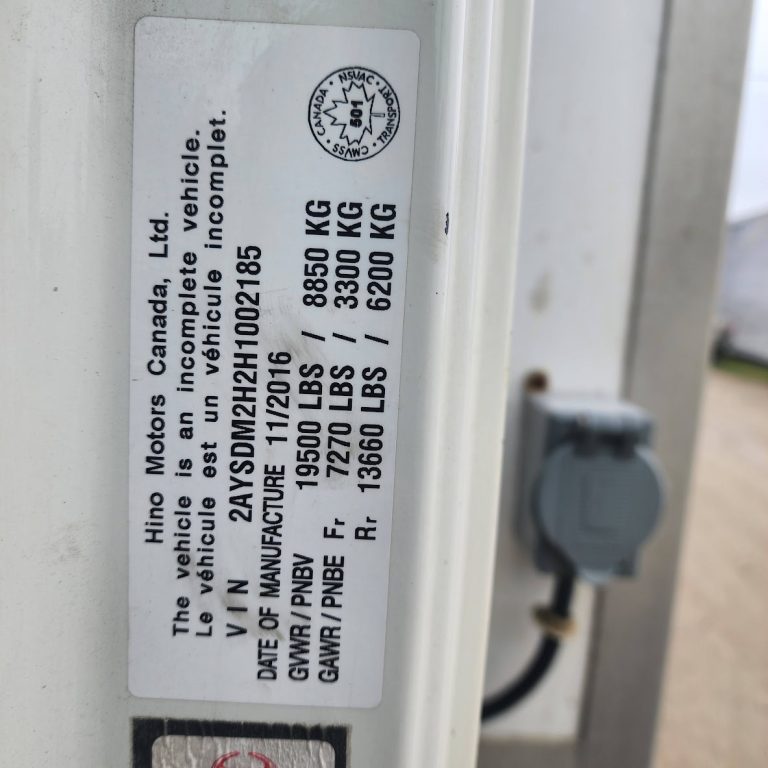 Hino Motors Canada, Ltd.
The vehicle is an incomplete vehicle.
Le véhicule est un véhicule incomplet.
VIN 2AYSDM2H2H1002185
DATE OF MANUFACTURE 11/2016
GVWR/PNBV 19500 LBS / 8850 KG
GAWR/PNBE Fr 7270 LBS / 3300 KG
Rr 13660 LBS / 6200 KG
CANADA · NSVAC · TRANSPORT · CMVSS ·
501